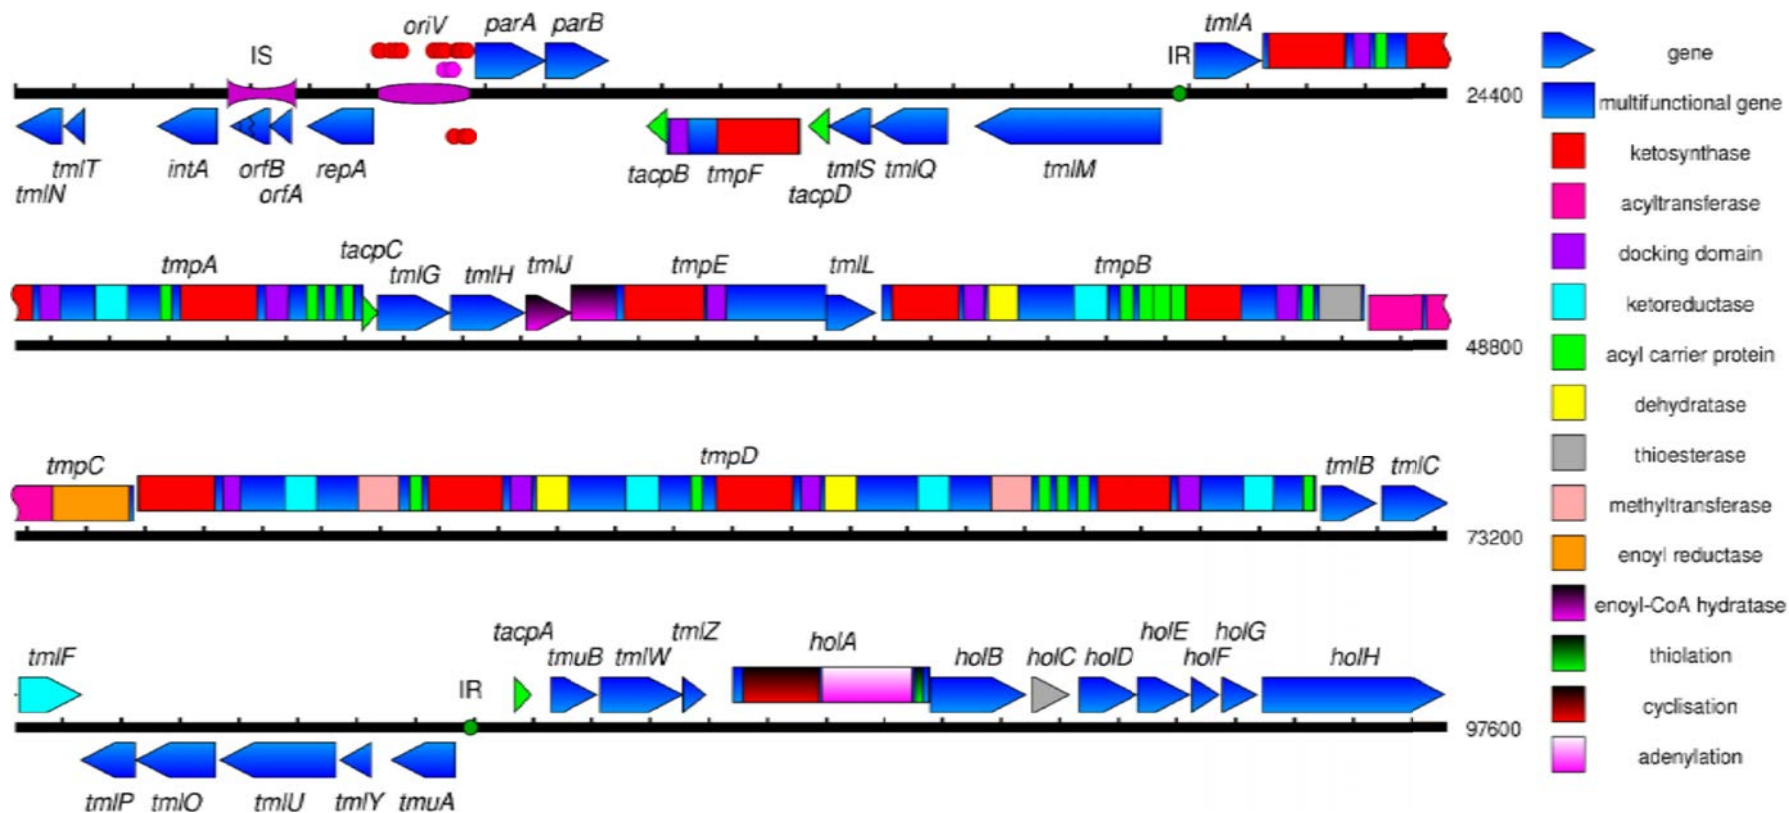 oriV parA parB tmlA
IS IR
24400
tmlT intA orfB repA tacpB tmpF tmlS tmlQ tmlM
tmlN orfA tacpD
tacpC
tmpA tmlG tmlH tmlJ tmpE tmlL tmpB
48800
tmpC tmpD tmlB tmlC
73200
tacpA tmlZ holE holG
tmlF tmuB tmlW holA holB holC holD holF holH
IR
97600
tmlP tmlO tmlU tmlY tmuA
gene
multifunctional gene
ketosynthase
acyltransferase
docking domain
ketoreductase
acyl carrier protein
dehydratase
thioesterase
methyltransferase
enoyl reductase
enoyl-CoA hydratase
thiolation
cyclisation
adenylation